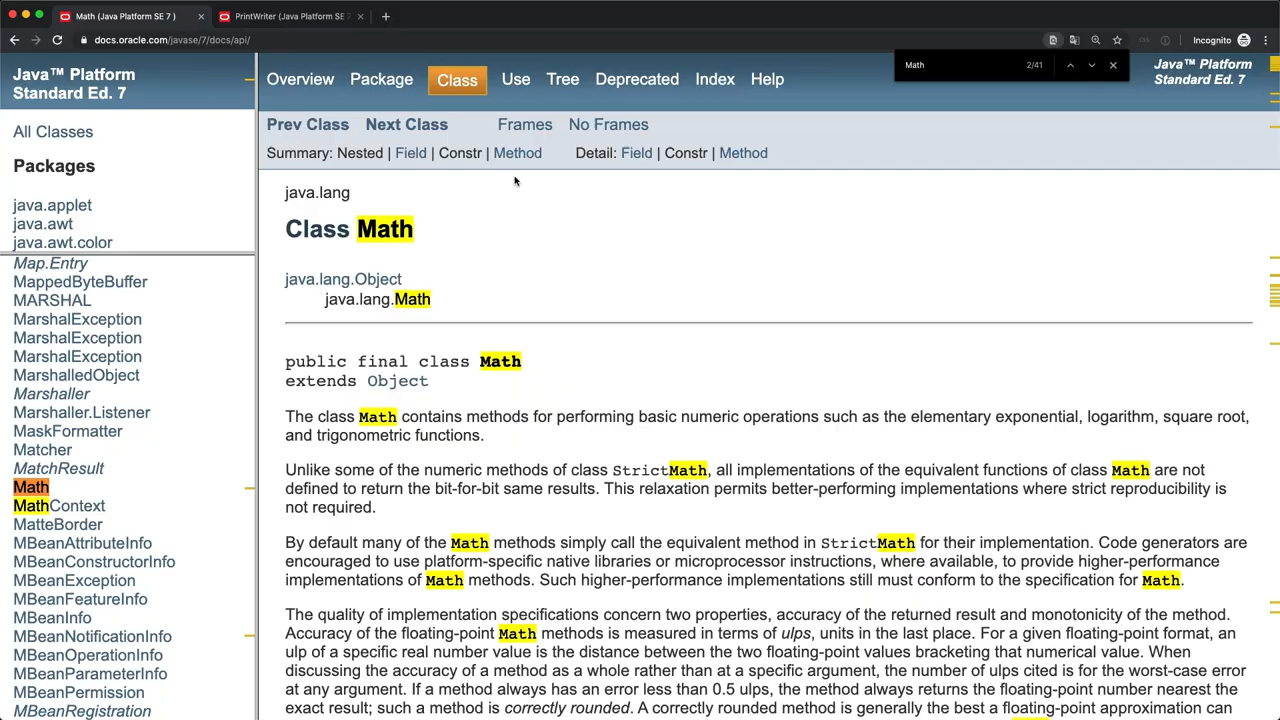 Math (Java Platform SE 7 )
PrintWriter (Java Platform SE 7
docs.oracle.com/javase/7/docs/api/
Incognito
Math
2/41
Java™ Platform
Standard Ed. 7
All Classes
Packages
java.applet
java.awt
java.awt.color
Map.Entry
MappedByteBuffer
MARSHAL
MarshalException
MarshalException
MarshalException
MarshalledObject
Marshaller
Marshaller.Listener
MaskFormatter
Matcher
MatchResult
Math
MathContext
MatteBorder
MBeanAttributeInfo
MBeanConstructorInfo
MBeanException
MBeanFeatureInfo
MBeanInfo
MBeanNotificationInfo
MBeanOperationInfo
MBeanParameterInfo
MBeanPermission
MBeanRegistration
Overview Package Class Use Tree Deprecated Index Help
Java™ Platform
Standard Ed. 7
Prev Class Next Class Frames No Frames
Summary: Nested | Field | Constr | Method Detail: Field | Constr | Method
java.lang
Class Math
java.lang.Object
java.lang.Math
public final class Math
extends Object
The class Math contains methods for performing basic numeric operations such as the elementary exponential, logarithm, square root,
and trigonometric functions.
Unlike some of the numeric methods of class StrictMath, all implementations of the equivalent functions of class Math are not
defined to return the bit-for-bit same results. This relaxation permits better-performing implementations where strict reproducibility is
not required.
By default many of the Math methods simply call the equivalent method in StrictMath for their implementation. Code generators are
encouraged to use platform-specific native libraries or microprocessor instructions, where available, to provide higher-performance
implementations of Math methods. Such higher-performance implementations still must conform to the specification for Math.
The quality of implementation specifications concern two properties, accuracy of the returned result and monotonicity of the method.
Accuracy of the floating-point Math methods is measured in terms of ulps, units in the last place. For a given floating-point format, an
ulp of a specific real number value is the distance between the two floating-point values bracketing that numerical value. When
discussing the accuracy of a method as a whole rather than at a specific argument, the number of ulps cited is for the worst-case error
at any argument. If a method always has an error less than 0.5 ulps, the method always returns the floating-point number nearest the
exact result; such a method is correctly rounded. A correctly rounded method is generally the best a floating-point approximation can